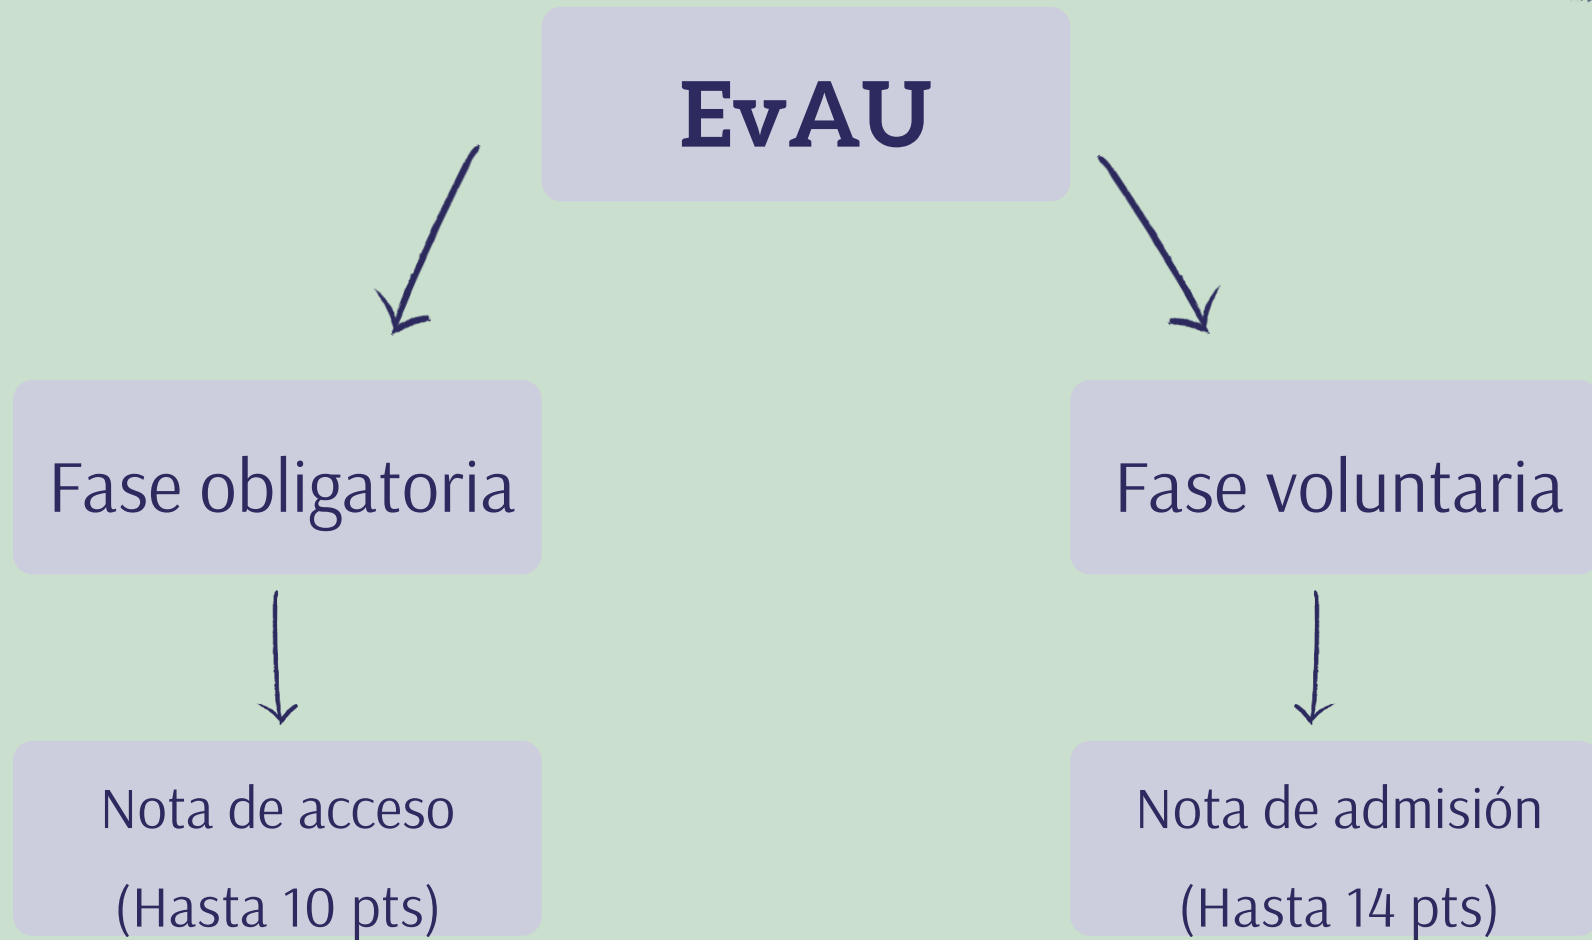 EvAU
Fase obligatoria
Fase voluntaria
Nota de acceso
(Hasta 10 pts)
Nota de admisión
(Hasta 14 pts)